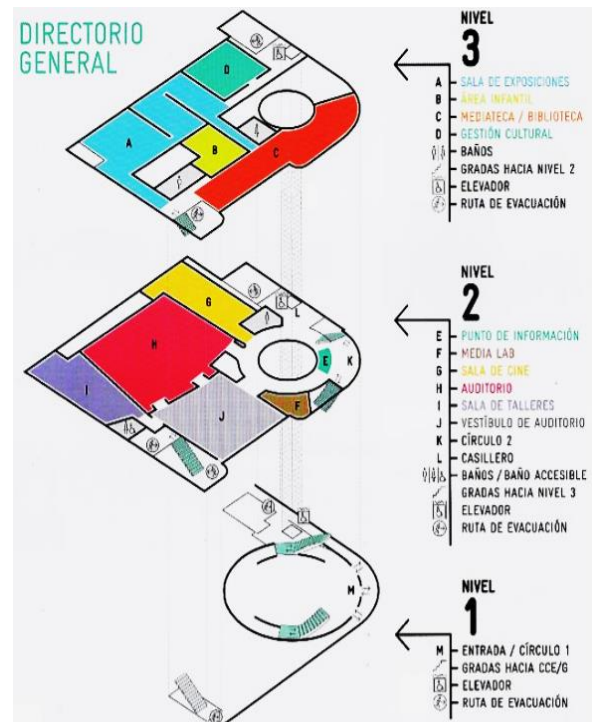 DIRECTORIO
GENERAL
NIVEL
3
A SALA DE EXPOSICIONES
B ÁREA INFANTIL
C MEDIATECA / BIBLIOTECA
D GESTIÓN CULTURAL
BAÑOS
GRADAS HACIA NIVEL 2
ELEVADOR
RUTA DE EVACUACIÓN
D
A
B
C
NIVEL
2
E PUNTO DE INFORMACIÓN
F MEDIA LAB
G SALA DE CINE
H AUDITORIO
I SALA DE TALLERES
J VESTÍBULO DE AUDITORIO
K CÍRCULO 2
L CASILLERO
BAÑOS / BAÑO ACCESIBLE
GRADAS HACIA NIVEL 3
ELEVADOR
RUTA DE EVACUACIÓN
G
L
H
E
K
I
J
F
NIVEL
1
M ENTRADA / CÍRCULO 1
GRADAS HACIA CCE/G
ELEVADOR
RUTA DE EVACUACIÓN
M